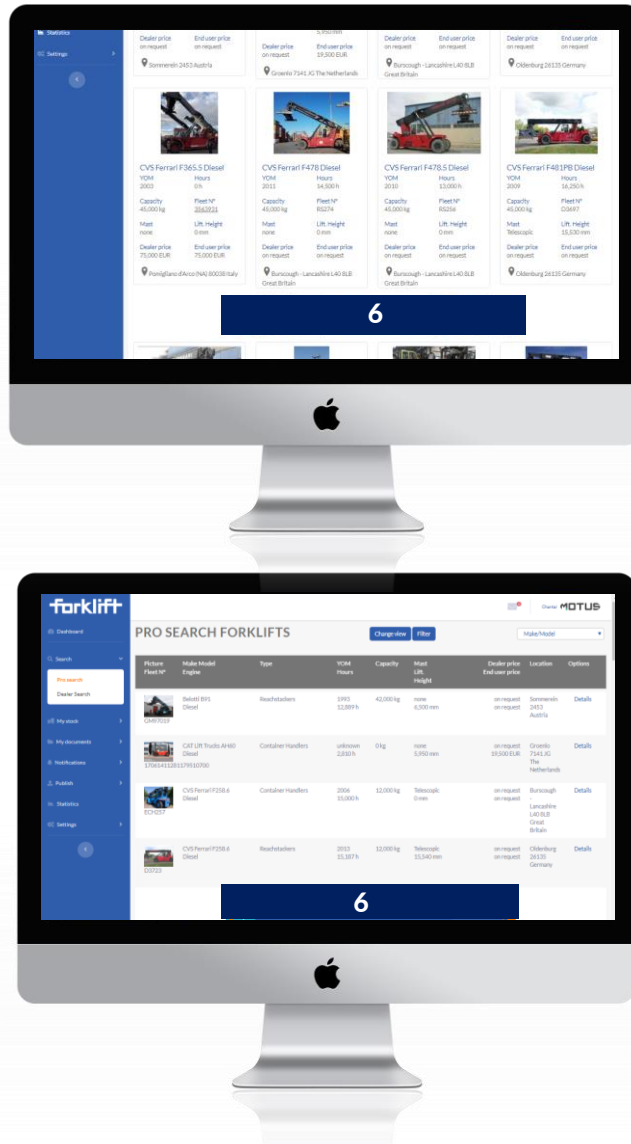 Statistics
Settings
Dealer price End user price
on request on request
Sommerein 2453 Austria
5,950 mm
Dealer price End user price
on request 19,500 EUR
Groenlo 7141 JG The Netherlands
Dealer price End user price
on request on request
Burscough - Lancashire L40 8LB
Great Britain
Dealer price End user price
on request on request
Oldenburg 26135 Germany
CVS Ferrari F365.5 Diesel
YOM Hours
2003 0 h
Capacity Fleet N°
45,000 kg 3563931
Mast Lift. Height
none 0 mm
Dealer price End user price
75,000 EUR 75,000 EUR
Pomigliano d'Arco (NA) 80038 Italy
CVS Ferrari F478 Diesel
YOM Hours
2011 14,500 h
Capacity Fleet N°
45,000 kg RS274
Mast Lift. Height
none 0 mm
Dealer price End user price
on request on request
Burscough - Lancashire L40 8LB
Great Britain
CVS Ferrari F478.5 Diesel
YOM Hours
2010 13,000 h
Capacity Fleet N°
45,000 kg RS256
Mast Lift. Height
none 0 mm
Dealer price End user price
on request on request
Burscough - Lancashire L40 8LB
Great Britain
CVS Ferrari F481PB Diesel
YOM Hours
2009 16,250 h
Capacity Fleet N°
45,000 kg D3697
Mast Lift. Height
Telescopic 15,530 mm
Dealer price End user price
on request on request
Oldenburg 26135 Germany
6
forklift
MOTUS
Dashboard
Search
Pro search
Dealer Search
My stock
My documents
Notifications
Publish
Statistics
Settings
PRO SEARCH FORKLIFTS
Change view Filter
Make/Model
Picture Make Model Type YOM Capacity Mast Dealer price Location Options
Fleet N° Engine Hours Lift. End user price
Height
Belotti B91 Reachstackers 1993 42,000 kg none on request Sommerein Details
Diesel 12,889 h 6,500 mm on request 2453
Austria
GM97019
CAT Lift Trucks AH60 Container Handlers unknown 0 kg none on request Groenlo Details
Diesel 2,810 h 5,950 mm 19,500 EUR 7141 JG
The
Netherlands
CVS Ferrari F258.6 Container Handlers 2006 12,000 kg Telescopic on request Burscough Details
Diesel 15,000 h 0 mm on request -
Lancashire
L40 8LB
Great
Britain
ECH257
CVS Ferrari F258.6 Reachstackers 2013 12,000 kg Telescopic on request Oldenburg Details
Diesel 15,187 h 15,540 mm on request 26135
Germany
D3723
6